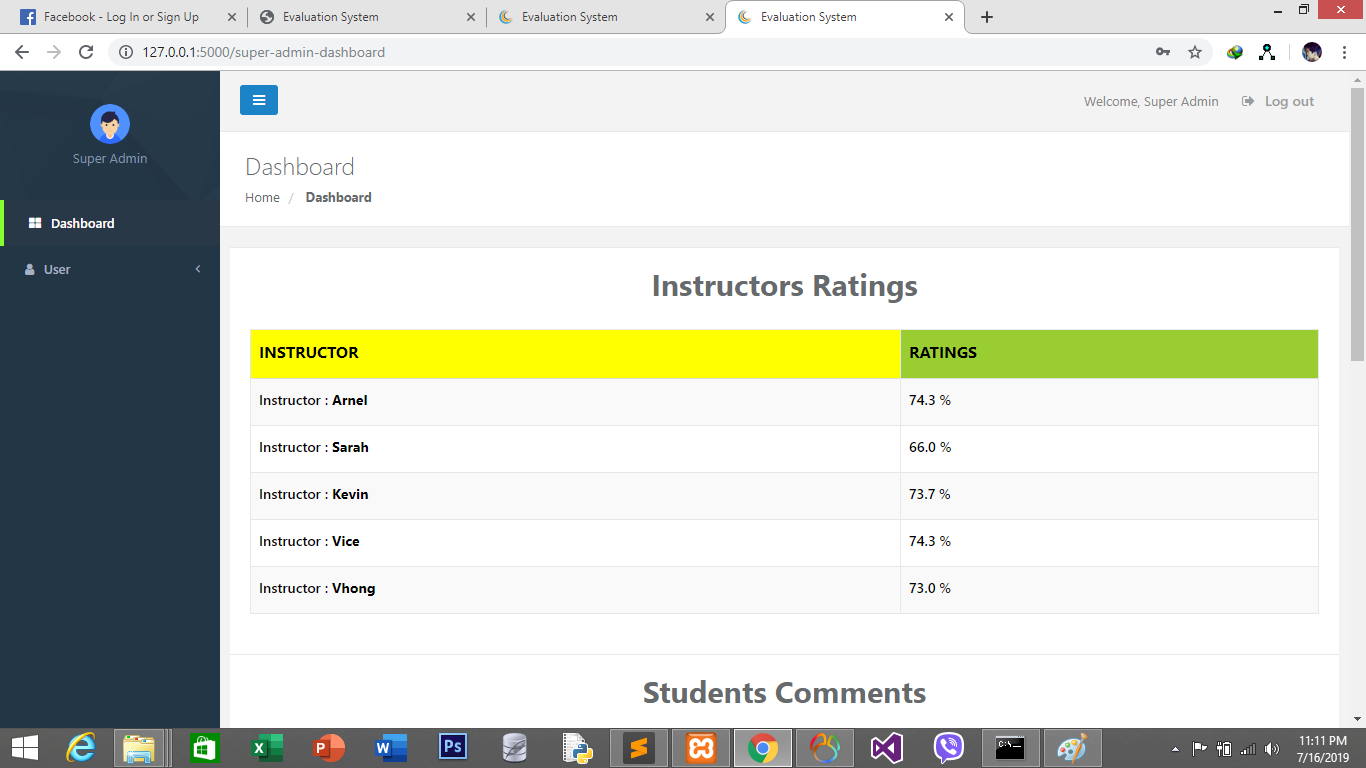 Facebook - Log In or Sign Up
Evaluation System
Evaluation System
Evaluation System
127.0.0.1:5000/super-admin-dashboard
Super Admin
Dashboard
User
Welcome, Super Admin
Log out
Dashboard
Home / Dashboard
Instructors Ratings
INSTRUCTOR RATINGS
Instructor : Arnel 74.3 %
Instructor : Sarah 66.0 %
Instructor : Kevin 73.7 %
Instructor : Vice 74.3 %
Instructor : Vhong 73.0 %
Students Comments
Ps
C:\.
11:11 PM
7/16/2019